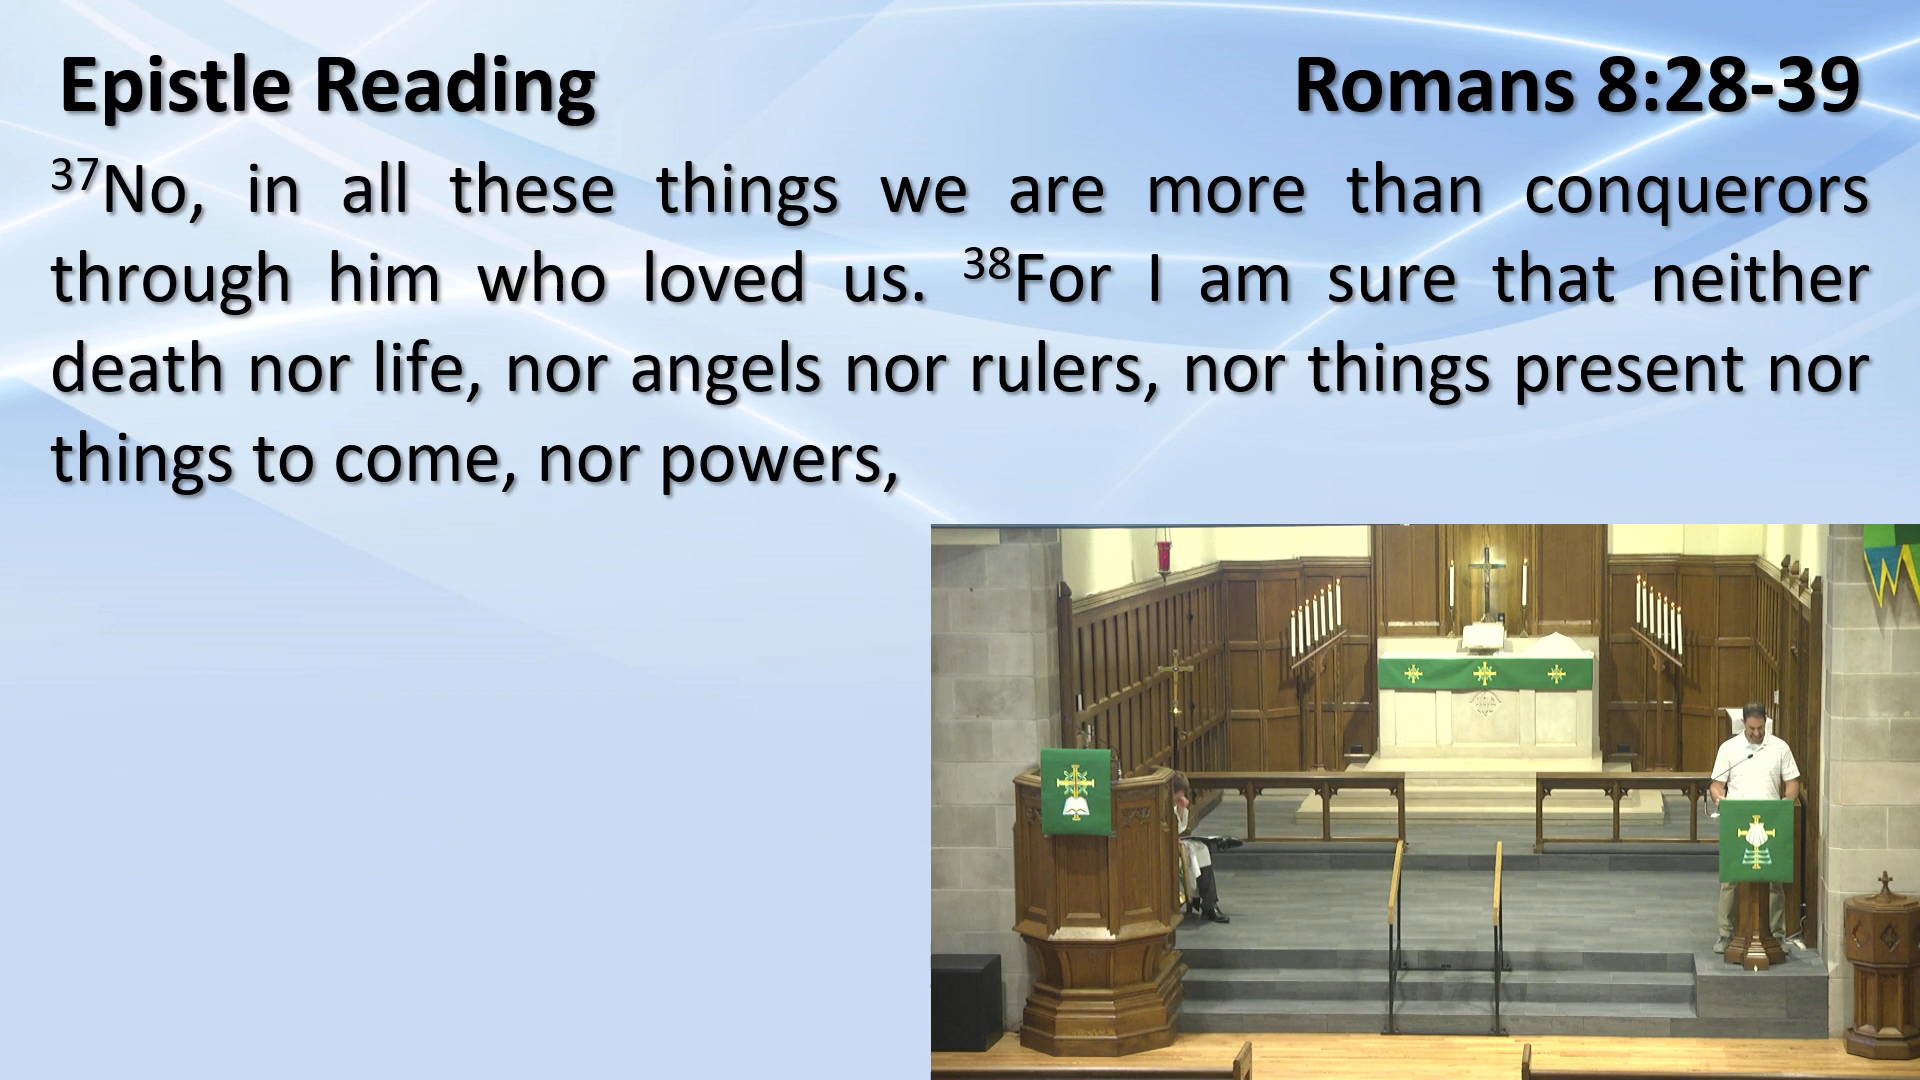 Epistle Reading Romans 8:28-39
37No, in all these things we are more than conquerors
through him who loved us. 38For I am sure that neither
death nor life, nor angels nor rulers, nor things present nor
things to come, nor powers,